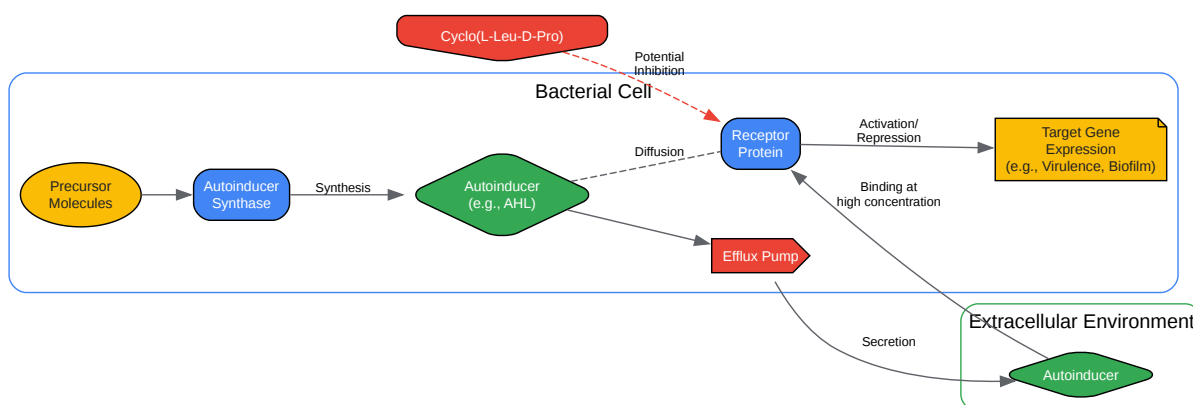 Cyclo(L-Leu-D-Pro)
Potential
Inhibition
Bacterial Cell
Precursor
Molecules
Autoinducer
Synthase
Synthesis
Autoinducer
(e.g., AHL)
Diffusion
Receptor
Protein
Activation/
Repression
Target Gene
Expression
(e.g., Virulence, Biofilm)
Binding at
high concentration
Efflux Pump
Secretion
Extracellular Environment
Autoinducer